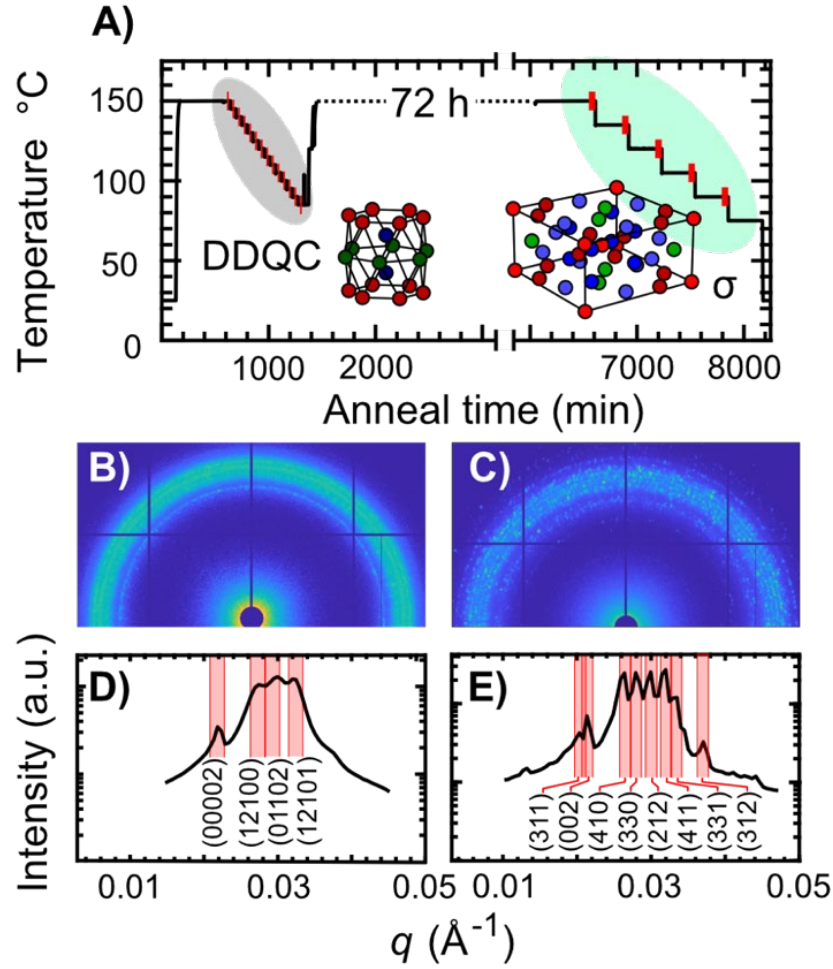 A)
Temperature °C
150
100
50
0
72 h
DDQC
σ
1000
2000
7000
8000
Anneal time (min)
B)
C)
Intensity (a.u.)
D)
(00002)
(12100)
(01102)
(12101)
E)
(311)
(002)
(410)
(330)
(212)
(411)
(331)
(312)
0.01
0.03
0.05
0.01
0.03
0.05
q (Å⁻¹)